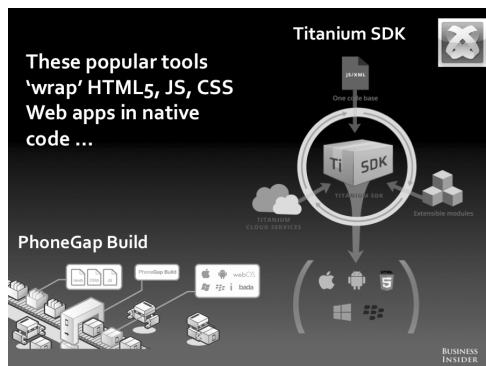 Titanium SDK
These popular tools
‘wrap’ HTML5, JS, CSS
Web apps in native
code ...
JS/XML
One code base
Ti SDK
TITANIUM SDK
TITANIUM
CLOUD SERVICES
Extensible modules
PhoneGap Build
PhoneGap Build
webOS
bada
5
BUSINESS
INSIDER